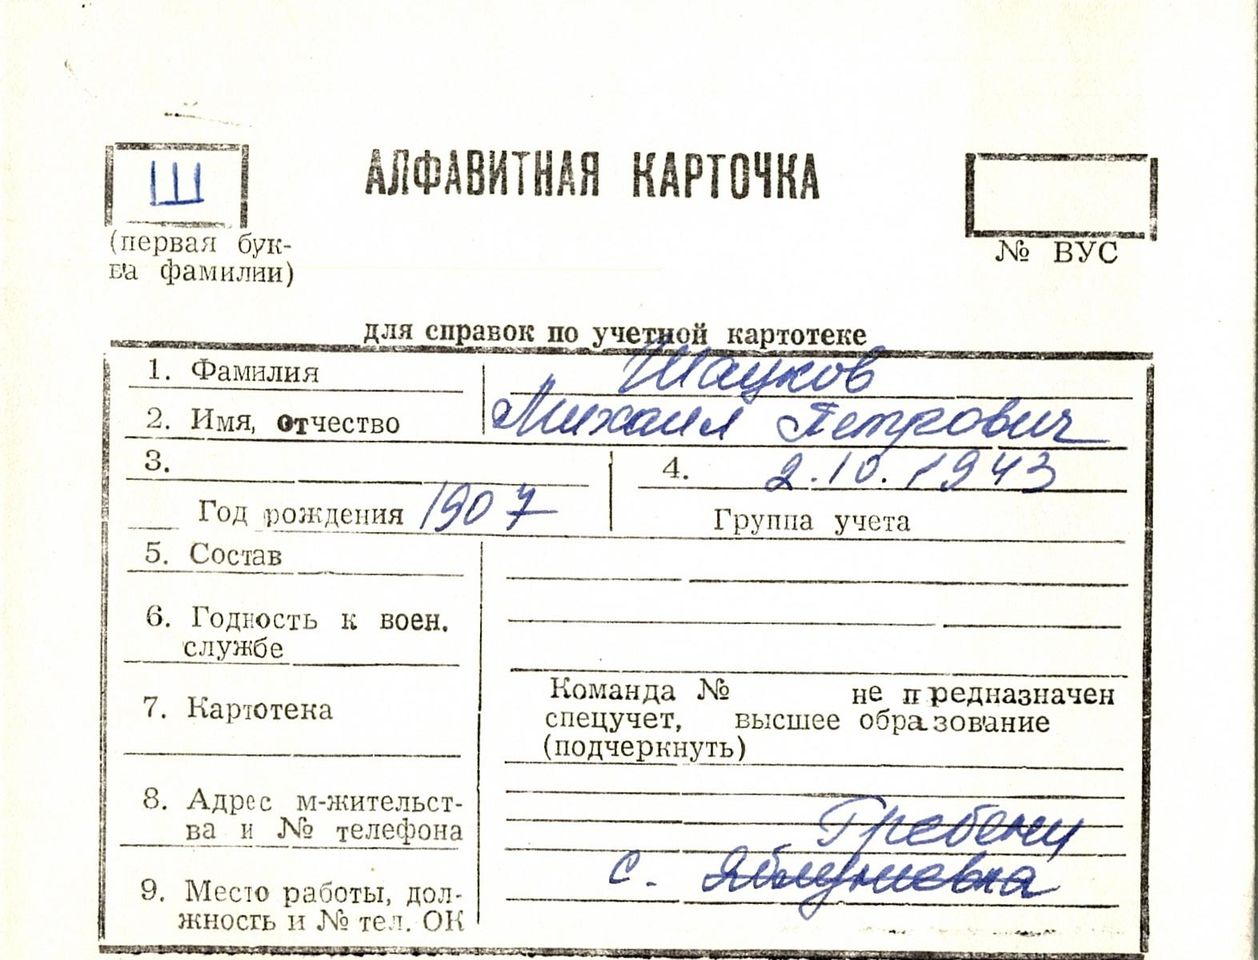 Ш
АЛФАВИТНАЯ КАРТОЧКА
(первая бук-
ва фамилии)
№ ВУС
для справок по учетной картотеке
1. Фамилия Шацков
2. Имя, отчество Михаил Петрович
3. Год рождения 1907
4. 2.10.1943
Группа учета
5. Состав
6. Годность к воен.
службе
7. Картотека
Команда № не предназначен
спецучет, высшее образование
(подчеркнуть)
8. Адрес м-жительст-
ва и № телефона
Гребени
с. Яблуневка
9. Место работы, дол-
жность и № тел. ОК